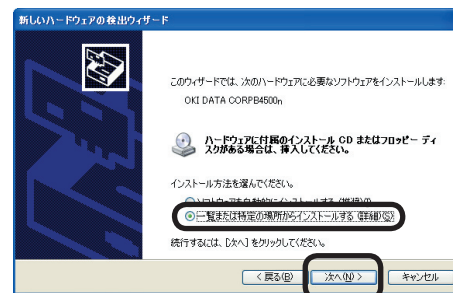 新しいハードウェアの検出ウィザード
このウィザードでは、次のハードウェアに必要なソフトウェアをインストールします:
OKI DATA CORPB4500n
ハードウェアに付属のインストール CD またはフロッピー ディ
スクがある場合は、挿入してください。
インストール方法を選んでください。
一覧または特定の場所からインストールする (詳細)(S)
続行するには、[次へ] をクリックしてください。
< 戻る(B)
次へ(N) >
キャンセル